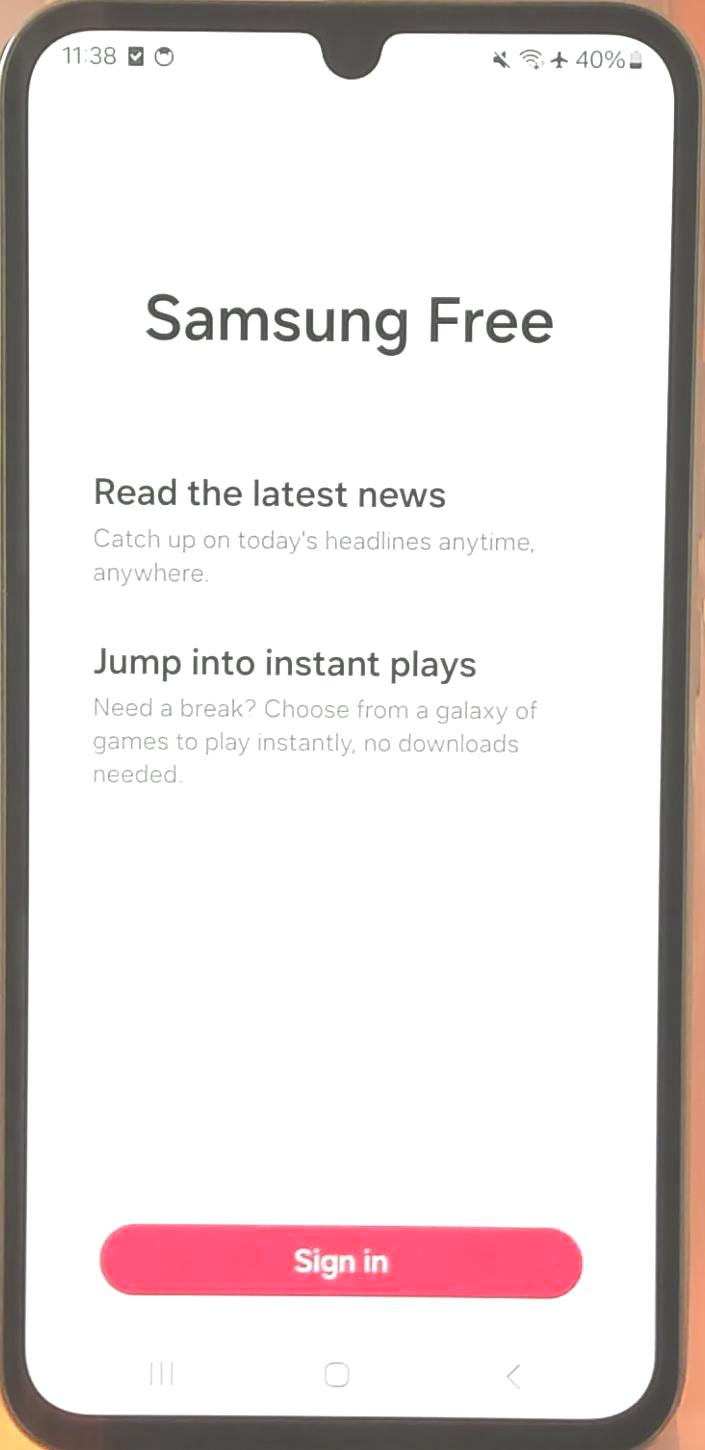 11:38 40%
Samsung Free
Read the latest news
Catch up on today's headlines anytime,
anywhere.
Jump into instant plays
Need a break? Choose from a galaxy of
games to play instantly, no downloads
needed.
Sign in